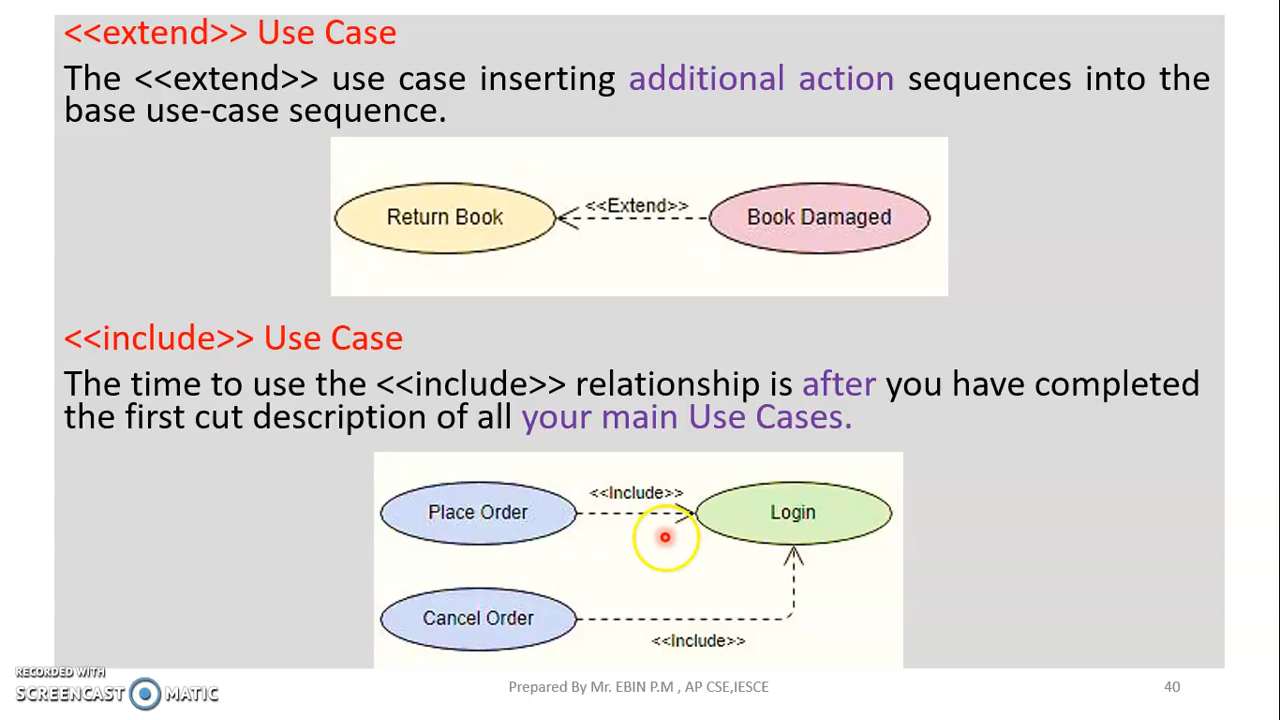 <<extend>> Use Case
The <<extend>> use case inserting additional action sequences into the
base use-case sequence.
Return Book
<<Extend>>
Book Damaged
<<include>> Use Case
The time to use the <<include>> relationship is after you have completed
the first cut description of all your main Use Cases.
Place Order
<<Include>>
Login
Cancel Order
<<Include>>
RECORDED WITH
SCREENCAST MATIC
Prepared By Mr. EBIN P.M , AP CSE,IESCE
40